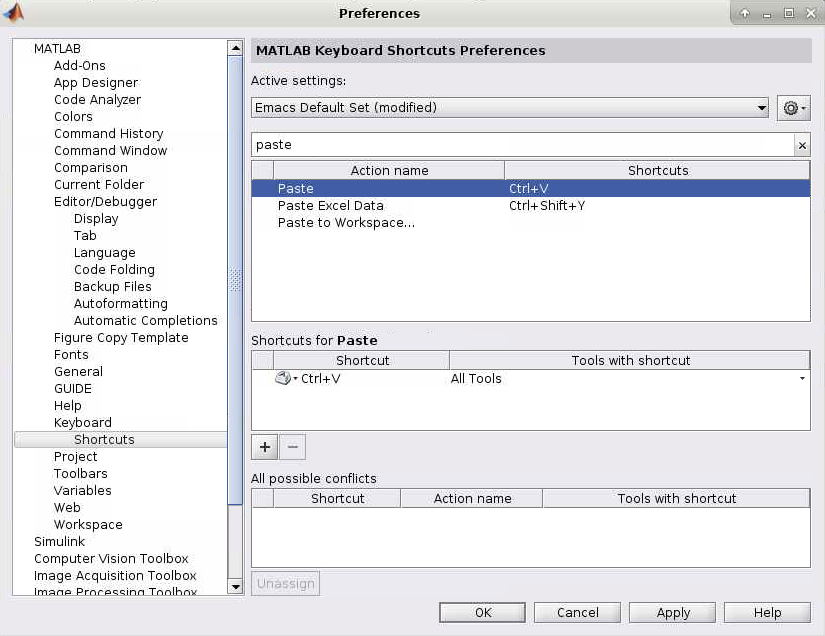 Preferences
MATLAB
Add-Ons
App Designer
Code Analyzer
Colors
Command History
Command Window
Comparison
Current Folder
Editor/Debugger
Display
Tab
Language
Code Folding
Backup Files
Autoformatting
Automatic Completions
Figure Copy Template
Fonts
General
GUIDE
Help
Keyboard
Shortcuts
Project
Toolbars
Variables
Web
Workspace
Simulink
Computer Vision Toolbox
Image Acquisition Toolbox
Image Processing Toolbox
MATLAB Keyboard Shortcuts Preferences
Active settings:
Emacs Default Set (modified)
paste
Action name Shortcuts
Paste Ctrl+V
Paste Excel Data Ctrl+Shift+Y
Paste to Workspace...
Shortcuts for Paste
Shortcut Tools with shortcut
Ctrl+V All Tools
+ −
All possible conflicts
Shortcut Action name Tools with shortcut
Unassign
OK Cancel Apply Help